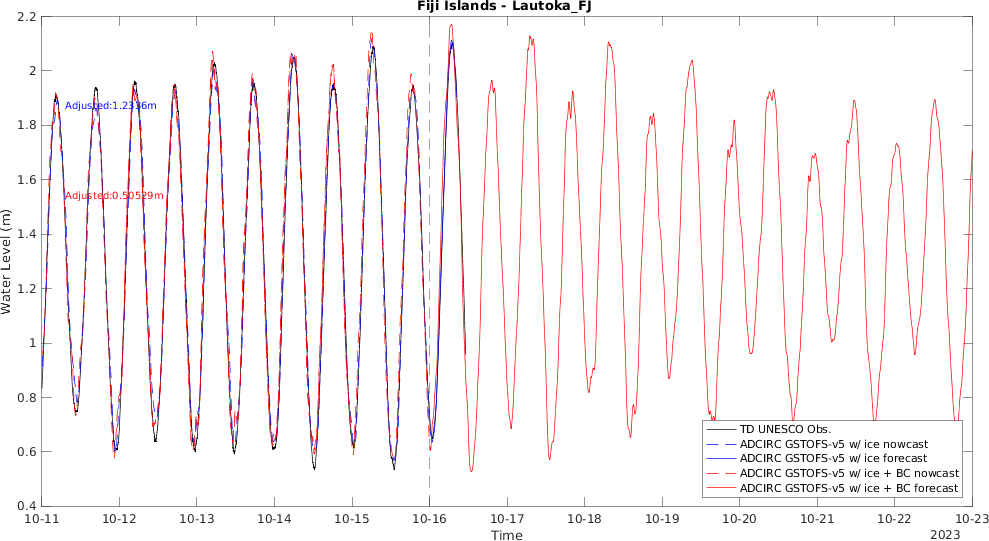 Fiji Islands - Lautoka_FJ
2.2
2
1.8
1.6
1.4
1.2
1
0.8
0.6
0.4
Water Level (m)
Adjusted:1.2336m
Adjusted:0.50529m
TD UNESCO Obs.
ADCIRC GSTOFS-v5 w/ ice nowcast
ADCIRC GSTOFS-v5 w/ ice forecast
ADCIRC GSTOFS-v5 w/ ice + BC nowcast
ADCIRC GSTOFS-v5 w/ ice + BC forecast
10-11 10-12 10-13 10-14 10-15 10-16 10-17 10-18 10-19 10-20 10-21 10-22 10-23
Time
2023